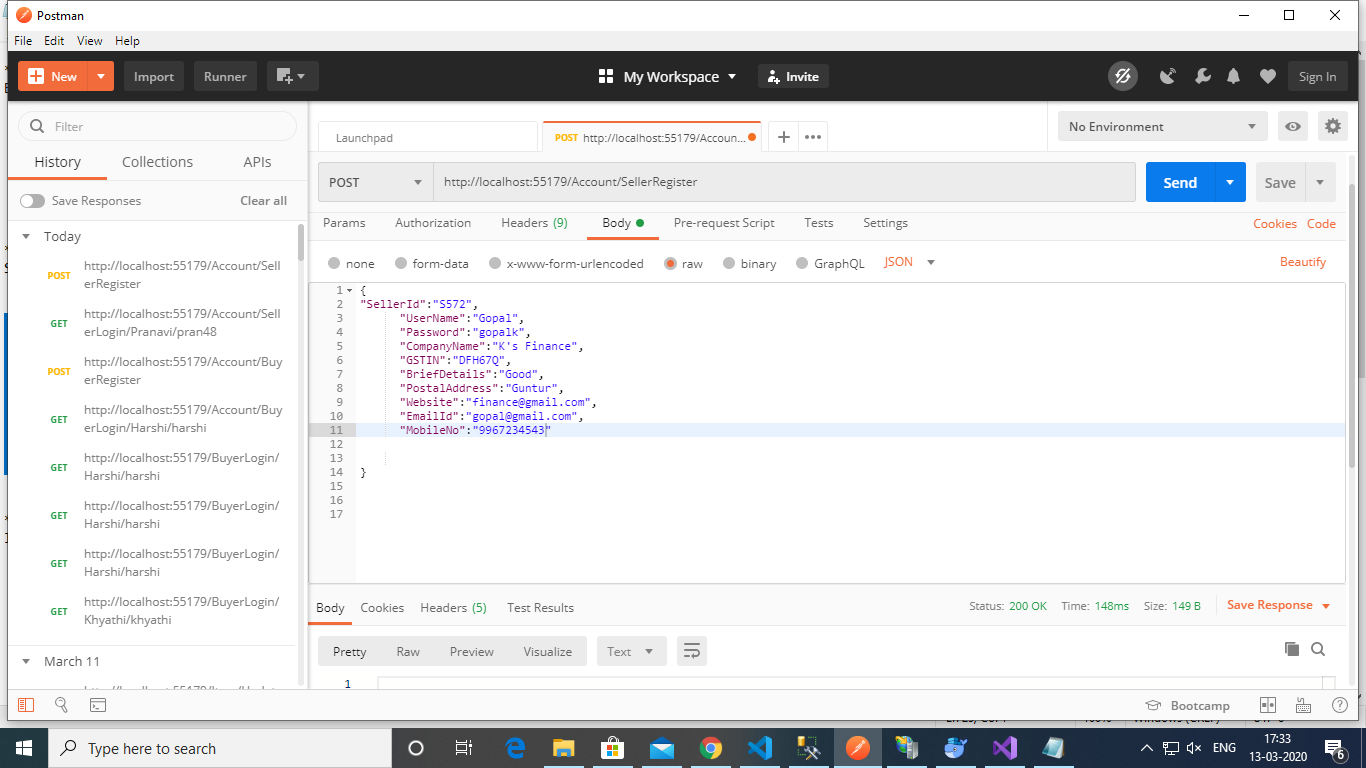 Postman
File Edit View Help
New Import Runner My Workspace Invite Sign In
Filter
History Collections APIs
Save Responses Clear all
Today
POST http://localhost:55179/Account/Sell
erRegister
GET http://localhost:55179/Account/Sell
erLogin/Pranavi/pran48
POST http://localhost:55179/Account/Buy
erRegister
GET http://localhost:55179/Account/Buy
erLogin/Harshi/harshi
GET http://localhost:55179/BuyerLogin/
Harshi/harshi
GET http://localhost:55179/BuyerLogin/
Harshi/harshi
GET http://localhost:55179/BuyerLogin/
Harshi/harshi
GET http://localhost:55179/BuyerLogin/
Khyathi/khyathi
March 11
Launchpad POST http://localhost:55179/Accoun... No Environment
POST http://localhost:55179/Account/SellerRegister Send Save
Params Authorization Headers (9) Body Pre-request Script Tests Settings Cookies Code
none form-data x-www-form-urlencoded raw binary GraphQL JSON Beautify
1 {
2 "SellerId":"S572",
3 "UserName":"Gopal",
4 "Password":"gopalk",
5 "CompanyName":"K's Finance",
6 "GSTIN":"DFH67Q",
7 "BriefDetails":"Good",
8 "PostalAddress":"Guntur",
9 "Website":"finance@gmail.com",
10 "EmailId":"gopal@gmail.com",
11 "MobileNo":"9967234543"
12
13
14 }
15
16
17
Body Cookies Headers (5) Test Results Status: 200 OK Time: 148ms Size: 149 B Save Response
Pretty Raw Preview Visualize Text
1
Bootcamp
Type here to search ENG 17:33
13-03-2020 6